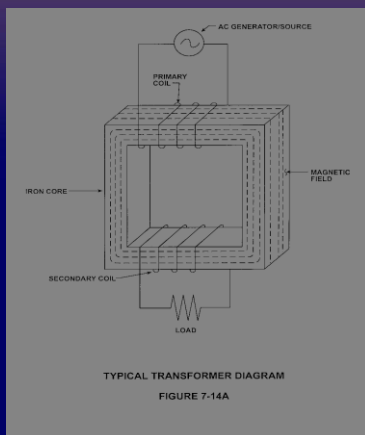 AC GENERATOR/SOURCE
PRIMARY
COIL
MAGNETIC
FIELD
IRON CORE
SECONDARY COIL
LOAD
TYPICAL TRANSFORMER DIAGRAM
FIGURE 7-14A